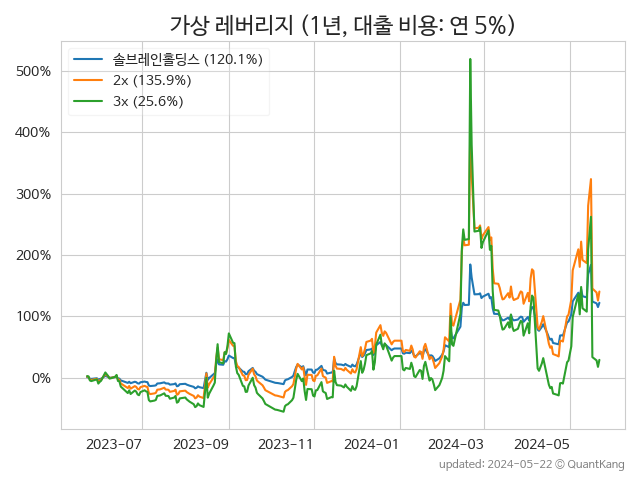 가상 레버리지 (1년, 대출 비용: 연 5%)
솔브레인홀딩스 (120.1%)
2x (135.9%)
3x (25.6%)
500%
400%
300%
200%
100%
0%
2023-07 2023-09 2023-11 2024-01 2024-03 2024-05
updated: 2024-05-22 © QuantKang